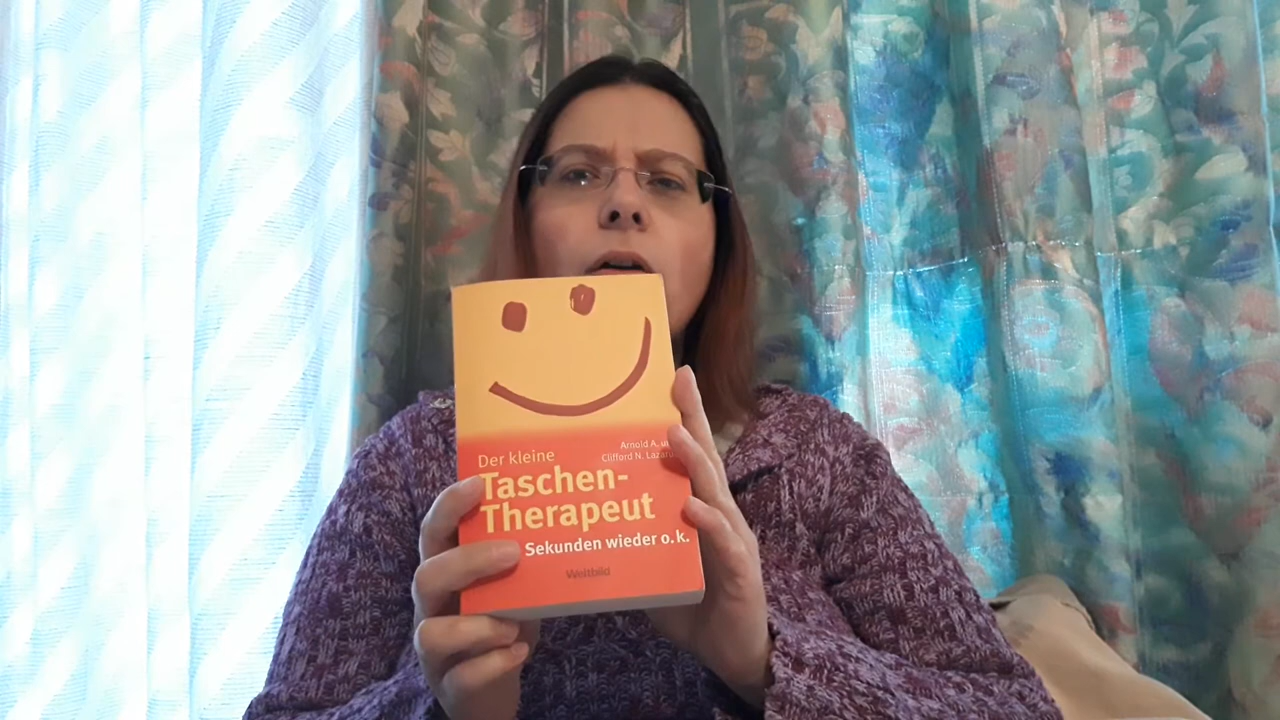 Arnold A.
Clifford N.
Der kleine
Taschen-
Therapeut
Sekunden wieder o.k.
Weltbild